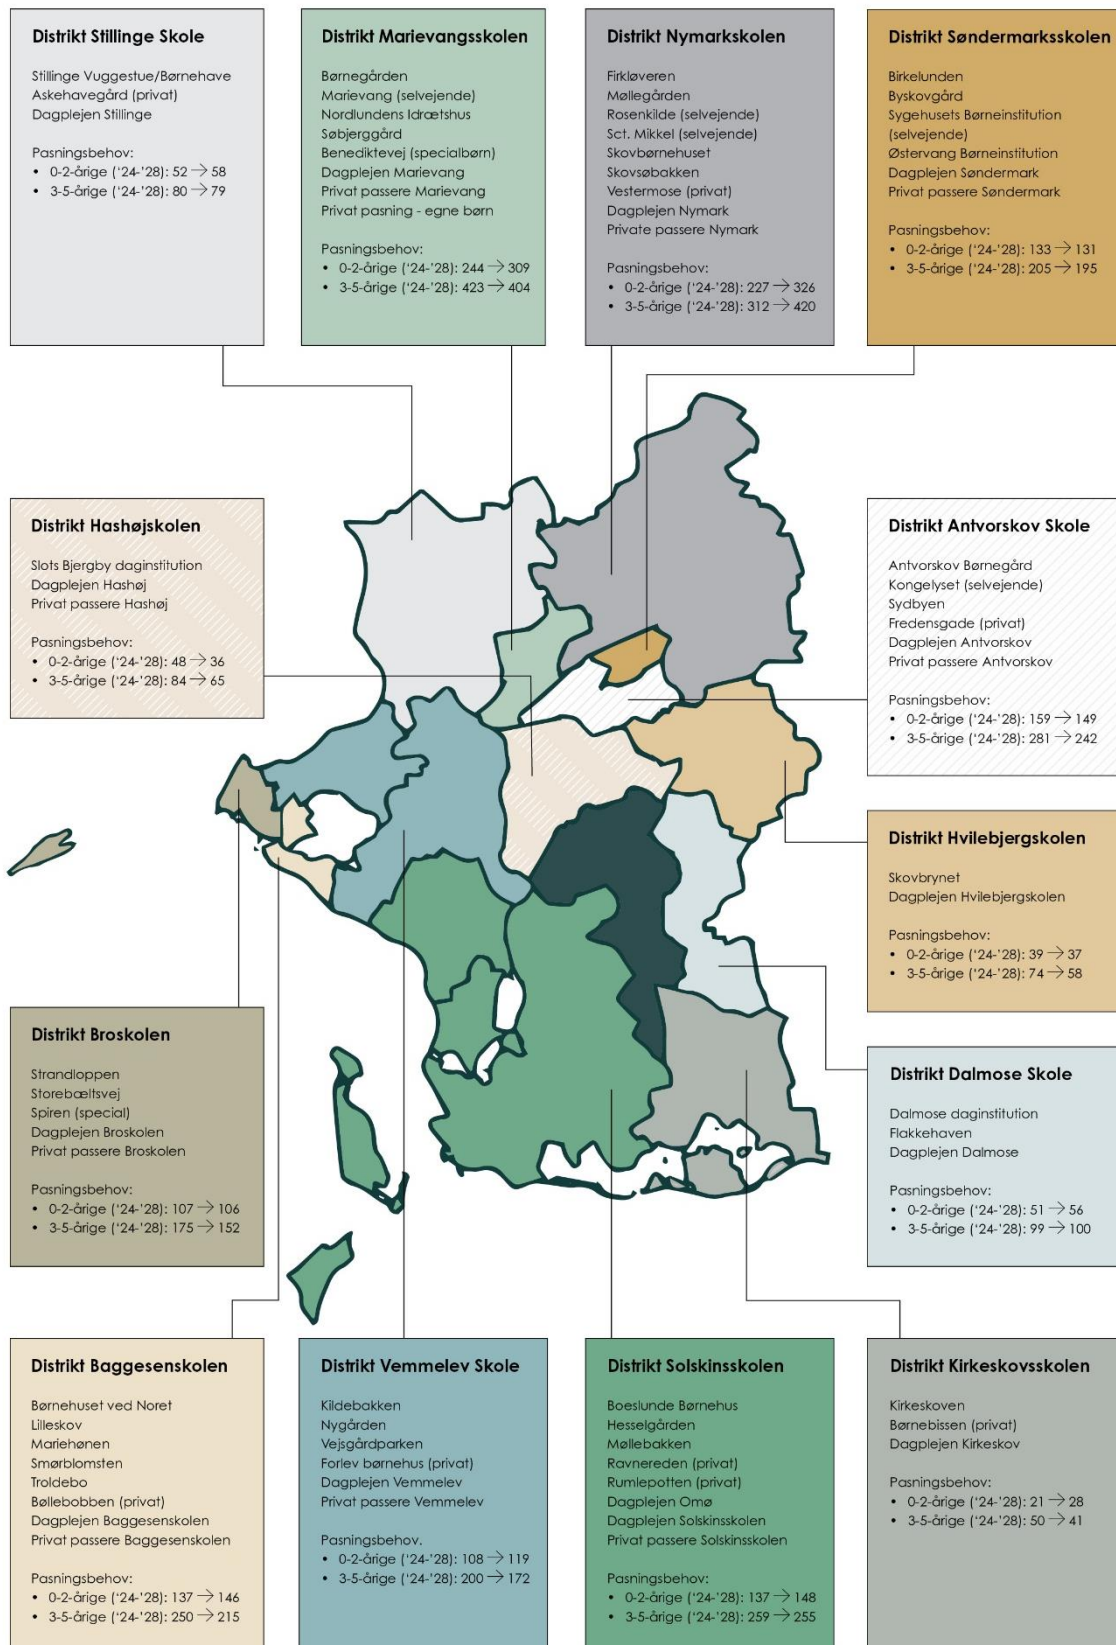 Distrikt Stillinge Skole
Stillinge Vuggestue/Børnehave
Askehavegård (privat)
Dagplejen Stillinge
Pasningsbehov:
• 0-2-årige ('24-'28): 52 → 58
• 3-5-årige ('24-'28): 80 → 79
Distrikt Marievangsskolen
Børnegården
Marievang (selvejende)
Nordlundens Idrætshus
Søbjerggård
Benediktevej (specialbørn)
Dagplejen Marievang
Privat passere Marievang
Privat pasning - egne børn
Pasningsbehov:
• 0-2-årige ('24-'28): 244 → 309
• 3-5-årige ('24-'28): 423 → 404
Distrikt Nymarkskolen
Firkløveren
Møllegården
Rosenkilde (selvejende)
Sct. Mikkel (selvejende)
Skovbørnehuset
Skovsøbakken
Vestermose (privat)
Dagplejen Nymark
Private passere Nymark
Pasningsbehov:
• 0-2-årige ('24-'28): 227 → 326
• 3-5-årige ('24-'28): 312 → 420
Distrikt Søndermarksskolen
Birkelunden
Byskovgård
Sygehusets Børneinstitution
(selvejende)
Østervang Børneinstitution
Dagplejen Søndermark
Privat passere Søndermark
Pasningsbehov:
• 0-2-årige ('24-'28): 133 → 131
• 3-5-årige ('24-'28): 205 → 195
Distrikt Hashøjskolen
Slots Bjergby daginstitution
Dagplejen Hashøj
Privat passere Hashøj
Pasningsbehov:
• 0-2-årige ('24-'28): 48 → 36
• 3-5-årige ('24-'28): 84 → 65
Distrikt Antvorskov Skole
Antvorskov Børnegård
Kongelyset (selvejende)
Sydbyen
Fredensgade (privat)
Dagplejen Antvorskov
Privat passere Antvorskov
Pasningsbehov:
• 0-2-årige ('24-'28): 159 → 149
• 3-5-årige ('24-'28): 281 → 242
Distrikt Hvilebjergskolen
Skovbrynet
Dagplejen Hvilebjergskolen
Pasningsbehov:
• 0-2-årige ('24-'28): 39 → 37
• 3-5-årige ('24-'28): 74 → 58
Distrikt Broskolen
Strandloppen
Storebæltsvej
Spiren (special)
Dagplejen Broskolen
Privat passere Broskolen
Pasningsbehov:
• 0-2-årige ('24-'28): 107 → 106
• 3-5-årige ('24-'28): 175 → 152
Distrikt Dalmose Skole
Dalmose daginstitution
Flakkehaven
Dagplejen Dalmose
Pasningsbehov:
• 0-2-årige ('24-'28): 51 → 56
• 3-5-årige ('24-'28): 99 → 100
Distrikt Baggesenskolen
Børnehuset ved Noret
Lilleskov
Mariehønen
Smørblomsten
Troldebo
Bøllebobben (privat)
Dagplejen Baggesenskolen
Privat passere Baggesenskolen
Pasningsbehov:
• 0-2-årige ('24-'28): 137 → 146
• 3-5-årige ('24-'28): 250 → 215
Distrikt Vemmelev Skole
Kildebakken
Nygården
Vejsgårdparken
Forlev børnehus (privat)
Dagplejen Vemmelev
Privat passere Vemmelev
Pasningsbehov.
• 0-2-årige ('24-'28): 108 → 119
• 3-5-årige ('24-'28): 200 → 172
Distrikt Solskinsskolen
Boeslunde Børnehus
Hesselgården
Møllebakken
Ravnereden (privat)
Rumlepotten (privat)
Dagplejen Omø
Dagplejen Solskinsskolen
Privat passere Solskinsskolen
Pasningsbehov:
• 0-2-årige ('24-'28): 137 → 148
• 3-5-årige ('24-'28): 259 → 255
Distrikt Kirkeskovsskolen
Kirkeskoven
Børnebissen (privat)
Dagplejen Kirkeskov
Pasningsbehov:
• 0-2-årige ('24-'28): 21 → 28
• 3-5-årige ('24-'28): 50 → 41